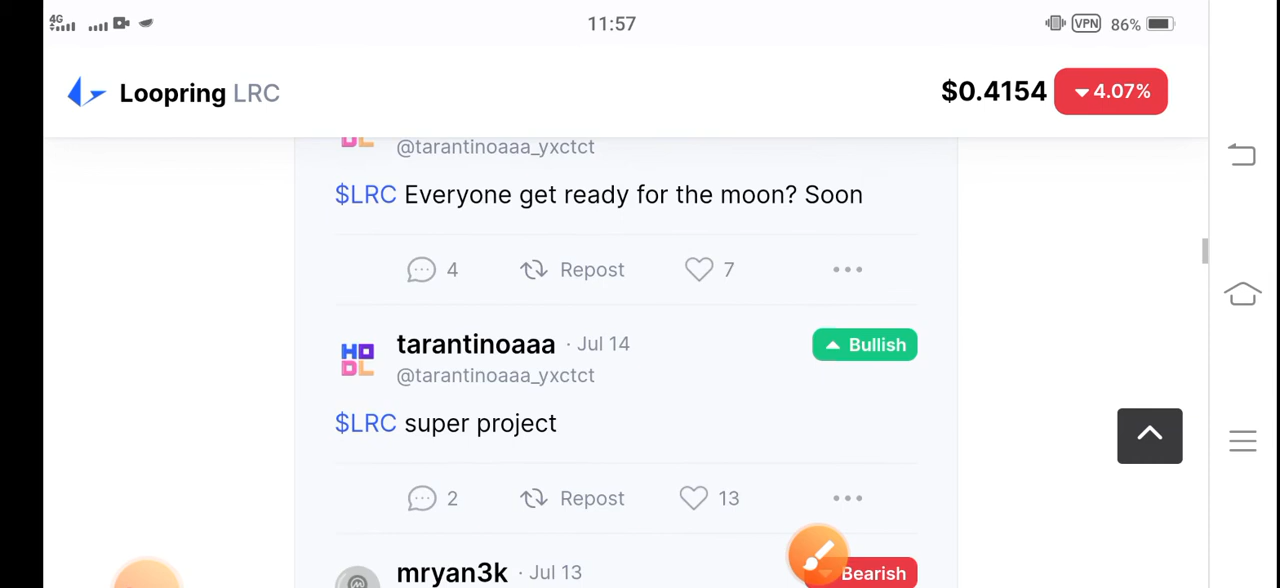 4G 11:57 VPN 86%
Loopring LRC $0.4154 4.07%
@tarantinoaaa_yxctct
$LRC Everyone get ready for the moon? Soon
4 Repost 7
HO
DL
tarantinoaaa · Jul 14 Bullish
@tarantinoaaa_yxctct
$LRC super project
2 Repost 13
mryan3k · Jul 13 Bearish